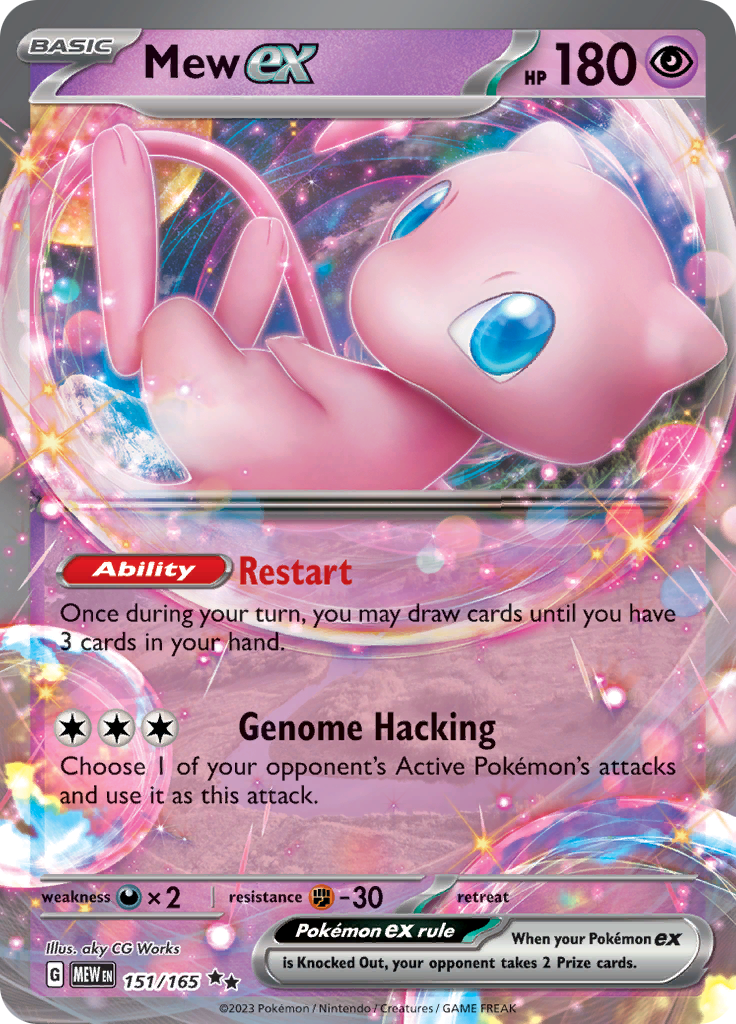 BASIC
Mew ex
HP 180
Ability Restart
Once during your turn, you may draw cards until you have
3 cards in your hand.
Genome Hacking
Choose 1 of your opponent's Active Pokémon's attacks
and use it as this attack.
weakness ×2 resistance -30 retreat
Illus. aky CG Works
Pokémon ex rule When your Pokémon ex
is Knocked Out, your opponent takes 2 Prize cards.
G MEW EN 151/165
©2023 Pokémon / Nintendo / Creatures / GAME FREAK